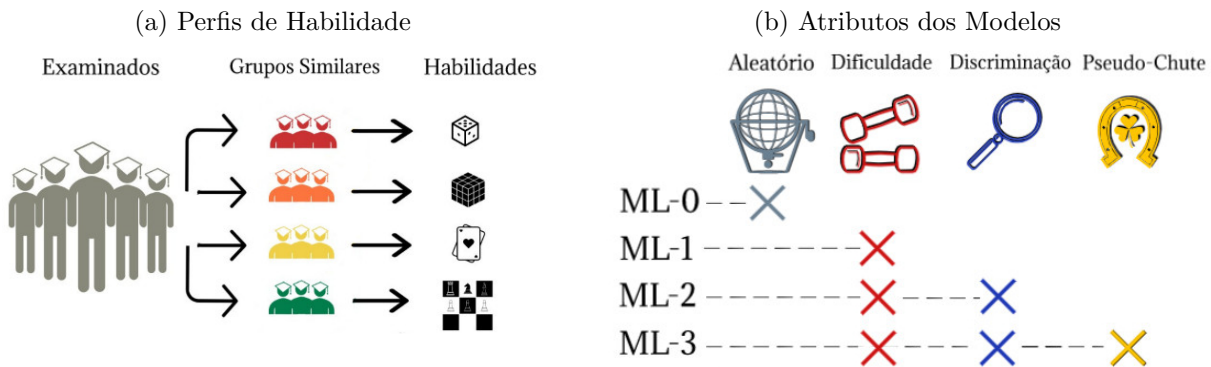 (a) Perfis de Habilidade
Examinados
Grupos Similares
Habilidades
(b) Atributos dos Modelos
Aleatório
Dificuldade
Discriminação
Pseudo-Chute
ML-0
ML-1
ML-2
ML-3